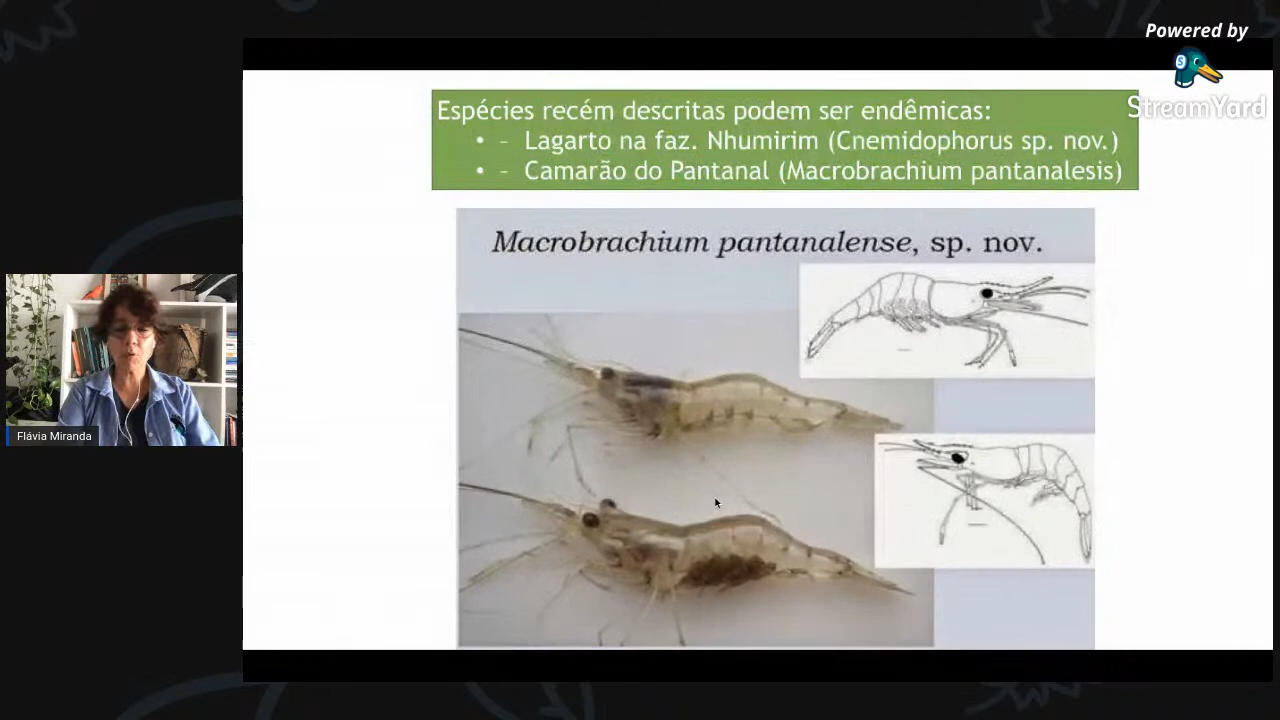 Powered by
StreamYard
Espécies recém descritas podem ser endêmicas:
• – Lagarto na faz. Nhumirim (Cnemidophorus sp. nov.)
• – Camarão do Pantanal (Macrobrachium pantanalesis)
Macrobrachium pantanalense, sp. nov.
Flávia Miranda